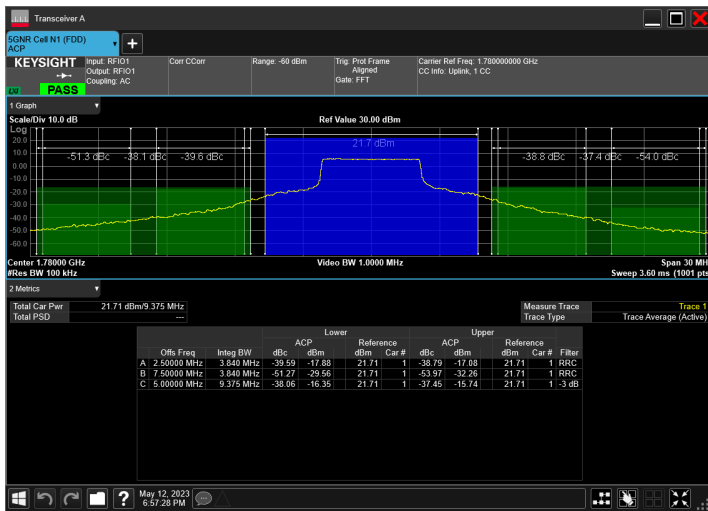 Transceiver A
5GNR Cell N1 (FDD)
ACP
KEYSIGHT
PASS
Input: RFIO1
Output: RFIO1
Coupling: AC
Corr CCorr
Range: -60 dBm
Trig: Prot Frame
Aligned
Gate: FFT
Carrier Ref Freq: 1.780000000 GHz
CC Info: Uplink, 1 CC
1 Graph
Scale/Div 10.0 dB
Ref Value 30.00 dBm
Log
20.0
10.0
0.00
-10.0
-20.0
-30.0
-40.0
-50.0
-60.0
-51.3 dBc
-38.1 dBc
-39.6 dBc
21.7 dBm
-38.8 dBc
-37.4 dBc
-54.0 dBc
Center 1.78000 GHz
Video BW 1.0000 MHz
Span 30 MH
#Res BW 100 kHz
Sweep 3.60 ms (1001 pts
2 Metrics
Total Car Pwr 21.71 dBm/9.375 MHz
Total PSD ---
Measure Trace Trace 1
Trace Type Trace Average (Active)
Lower Upper
ACP Reference ACP Reference
Offs Freq Integ BW dBc dBm dBm Car # dBc dBm dBm Car # Filter
A 2.50000 MHz 3.840 MHz -39.59 -17.88 21.71 1 -38.79 -17.08 21.71 1 RRC
B 7.50000 MHz 3.840 MHz -51.27 -29.56 21.71 1 -53.97 -32.26 21.71 1 RRC
C 5.00000 MHz 9.375 MHz -38.06 -16.35 21.71 1 -37.45 -15.74 21.71 1 -3 dB
May 12, 2023
6:57:28 PM